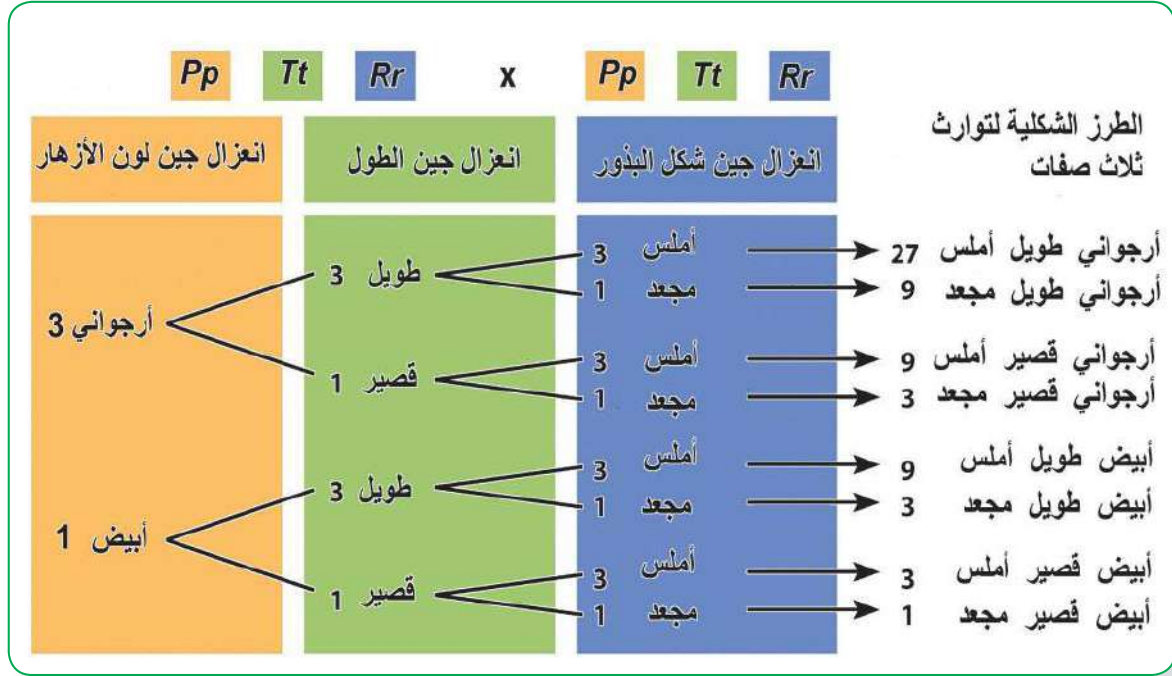 Pp Tt Rr x Pp Tt Rr
الطرز الشكلية لتوارث
ثلاث صفات
انعزال جين شكل البذور
انعزال جين الطول
انعزال جين لون الأزهار
أرجواني 3
أبيض 1
طويل 3
قصير 1
طويل 3
قصير 1
أملس 3
مجعد 1
أملس 3
مجعد 1
أملس 3
مجعد 1
أملس 3
مجعد 1
أرجواني طويل أملس 27
أرجواني طويل مجعد 9
أرجواني قصير أملس 9
أرجواني قصير مجعد 3
أبيض طويل أملس 9
أبيض طويل مجعد 3
أبيض قصير أملس 3
أبيض قصير مجعد 1